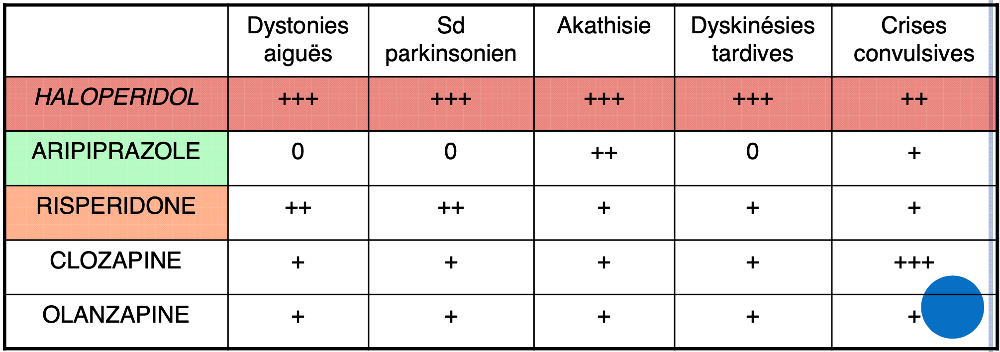 Dystonies aiguës Sd parkinsonien Akathisie Dyskinésies tardives Crises convulsives
HALOPERIDOL +++ +++ +++ +++ ++
ARIPIPRAZOLE 0 0 ++ 0 +
RISPERIDONE ++ ++ + + +
CLOZAPINE + + + + +++
OLANZAPINE + + + + +